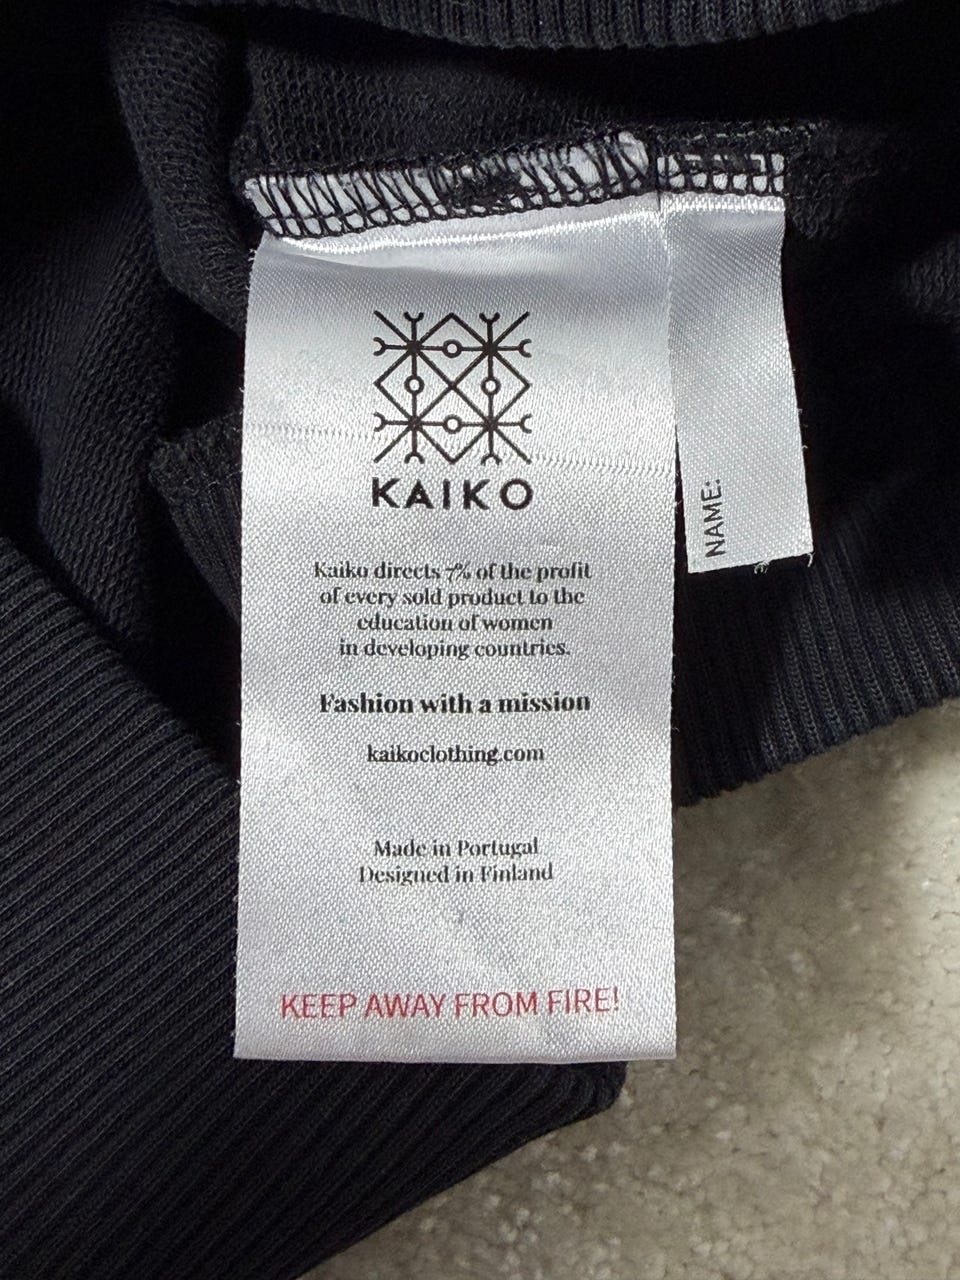 KAIKO
Kaiko directs 7% of the profit
of every sold product to the
education of women
in developing countries.
Fashion with a mission
kaikoclothing.com
Made in Portugal
Designed in Finland
KEEP AWAY FROM FIRE!
NAME: